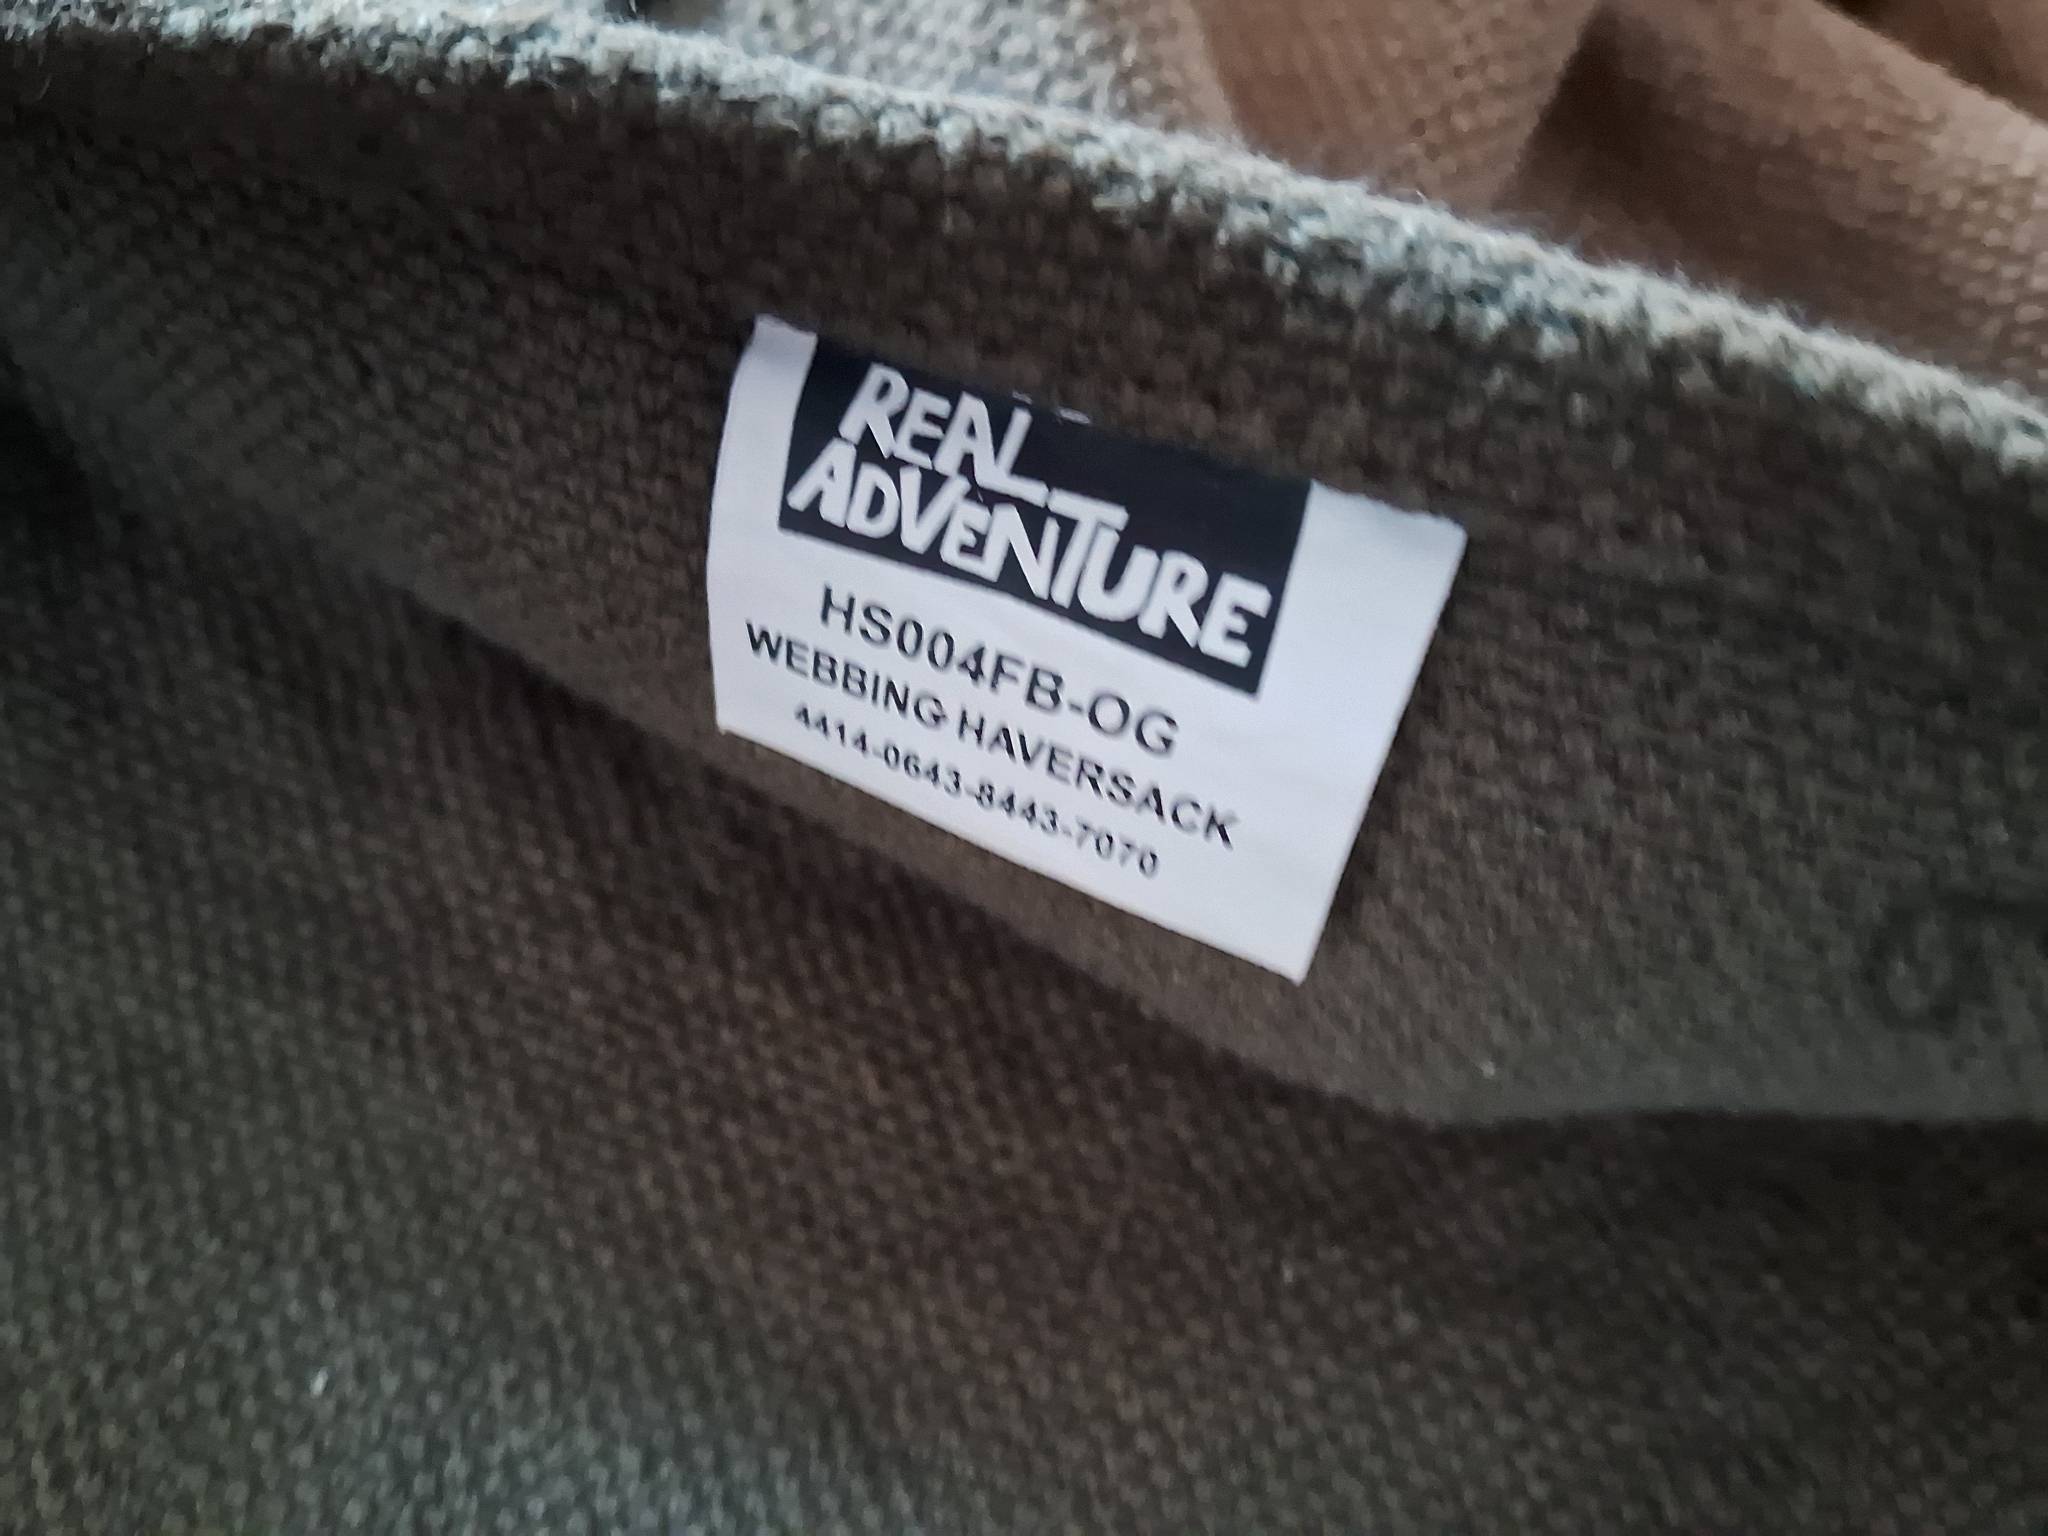 REAL
ADVENTURE
HS004FB-OG
WEBBING HAVERSACK
4414-0643-8443-7070